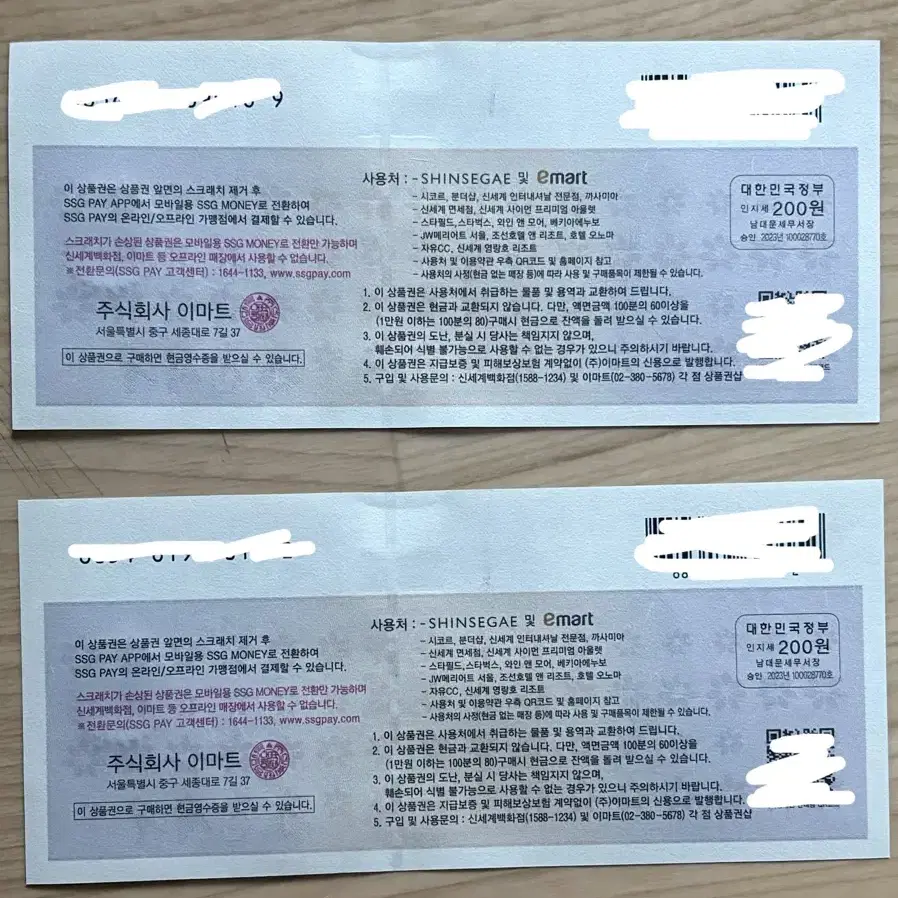 이 상품권은 상품권 앞면의 스크래치 제거 후
SSG PAY APP에서 모바일용 SSG MONEY로 전환하여
SSG PAY의 온라인/오프라인 가맹점에서 결제할 수 있습니다.
스크래치가 손상된 상품권은 모바일용 SSG MONEY로 전환만 가능하며
신세계백화점, 이마트 등 오프라인 매장에서 사용할 수 없습니다.
※전환문의(SSG PAY 고객센터) : 1644-1133, www.ssgpay.com
주식회사 이마트
서울특별시 중구 세종대로 7길 37
이 상품권으로 구매하면 현금영수증을 받으실 수 있습니다.
사용처 : - SHINSEGAE 및 emart
- 시코르, 분더샵, 신세계 인터내셔날 전문점, 까사미아
- 신세계 면세점, 신세계 사이먼 프리미엄 아울렛
- 스타필드, 스타벅스, 와인 앤 모어, 베키아에누보
- JW메리어트 서울, 조선호텔 앤 리조트, 호텔 오노마
- 자유CC, 신세계 영랑호 리조트
- 사용처 및 이용약관 우측 QR코드 및 홈페이지 참고
- 사용처의 사정(현금 없는 매장 등)에 따라 사용 및 구매품목이 제한될 수 있습니다.
1. 이 상품권은 사용처에서 취급하는 물품 및 용역과 교환하여 드립니다.
2. 이 상품권은 현금과 교환되지 않습니다. 다만, 액면금액 100분의 60이상을
(1만원 이하는 100분의 80)구매시 현금으로 잔액을 돌려 받으실 수 있습니다.
3. 이 상품권의 도난, 분실 시 당사는 책임지지 않으며,
훼손되어 식별 불가능으로 사용할 수 없는 경우가 있으니 주의하시기 바랍니다.
4. 이 상품권은 지급보증 및 피해보상보험 계약없이 (주)이마트의 신용으로 발행합니다.
5. 구입 및 사용문의 : 신세계백화점(1588-1234) 및 이마트(02-380-5678) 각 점 상품권샵
대한민국정부
인지세 200원
남대문세무서장
승인 2023년 100028770호
이 상품권은 상품권 앞면의 스크래치 제거 후
SSG PAY APP에서 모바일용 SSG MONEY로 전환하여
SSG PAY의 온라인/오프라인 가맹점에서 결제할 수 있습니다.
스크래치가 손상된 상품권은 모바일용 SSG MONEY로 전환만 가능하며
신세계백화점, 이마트 등 오프라인 매장에서 사용할 수 없습니다.
※전환문의(SSG PAY 고객센터) : 1644-1133, www.ssgpay.com
주식회사 이마트
서울특별시 중구 세종대로 7길 37
이 상품권으로 구매하면 현금영수증을 받으실 수 있습니다.
사용처 : - SHINSEGAE 및 emart
- 시코르, 분더샵, 신세계 인터내셔날 전문점, 까사미아
- 신세계 면세점, 신세계 사이먼 프리미엄 아울렛
- 스타필드, 스타벅스, 와인 앤 모어, 베키아에누보
- JW메리어트 서울, 조선호텔 앤 리조트, 호텔 오노마
- 자유CC, 신세계 영랑호 리조트
- 사용처 및 이용약관 우측 QR코드 및 홈페이지 참고
- 사용처의 사정(현금 없는 매장 등)에 따라 사용 및 구매품목이 제한될 수 있습니다.
1. 이 상품권은 사용처에서 취급하는 물품 및 용역과 교환하여 드립니다.
2. 이 상품권은 현금과 교환되지 않습니다. 다만, 액면금액 100분의 60이상을
(1만원 이하는 100분의 80)구매시 현금으로 잔액을 돌려 받으실 수 있습니다.
3. 이 상품권의 도난, 분실 시 당사는 책임지지 않으며,
훼손되어 식별 불가능으로 사용할 수 없는 경우가 있으니 주의하시기 바랍니다.
4. 이 상품권은 지급보증 및 피해보상보험 계약없이 (주)이마트의 신용으로 발행합니다.
5. 구입 및 사용문의 : 신세계백화점(1588-1234) 및 이마트(02-380-5678) 각 점 상품권샵
대한민국정부
인지세 200원
남대문세무서장
승인 2023년 100028770호